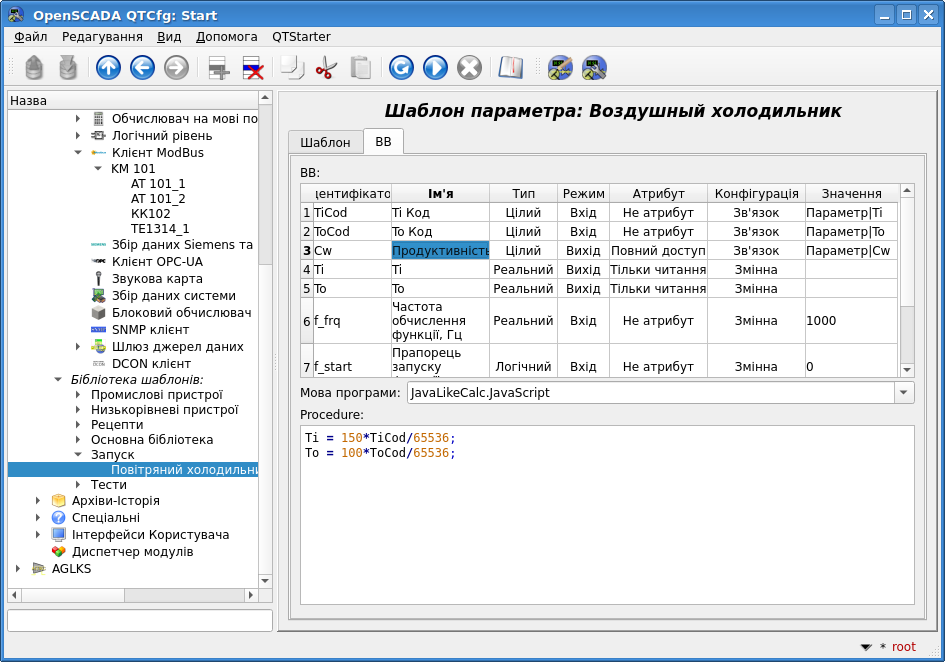 OpenSCADA QTCfg: Start
Файл Редагування Вид Допомога QTStarter
Назва
Обчислювач на мові по
Логічний рівень
Клієнт ModBus
КМ 101
АТ 101_1
АТ 101_2
КК102
ТЕ1314_1
Збір даних Siemens та
Клієнт OPC-UA
Звукова карта
Збір даних системи
Блоковий обчислювач
SNMP клієнт
Шлюз джерел даних
DCON клієнт
Бібліотека шаблонів:
Промислові пристрої
Низькорівневі пристрої
Рецепти
Основна бібліотека
Запуск
Повітряний холодильни
Тести
Архіви-Історія
Спеціальні
Інтерфейси Користувача
Диспетчер модулів
AGLKS
Шаблон параметра: Воздушный холодильник
Шаблон ВВ
ВВ:
дентифікато Ім'я Тип Режим Атрибут Конфігурація Значення
1 TiCod Ti Код Цілий Вхід Не атрибут Зв'язок Параметр|Ti
2 ToCod To Код Цілий Вхід Не атрибут Зв'язок Параметр|To
3 Cw Продуктивність Цілий Вихід Повний доступ Зв'язок Параметр|Cw
4 Ti Ti Реальний Вихід Тільки читання Змінна
5 To To Реальний Вихід Тільки читання Змінна
6 f_frq Частота обчислення функції, Гц Реальний Вхід Не атрибут Змінна 1000
7 f_start Прапорець запуску Логічний Вхід Не атрибут Змінна 0
Мова програми: JavaLikeCalc.JavaScript
Procedure:
Ti = 150*TiCod/65536;
To = 100*ToCod/65536;
* root